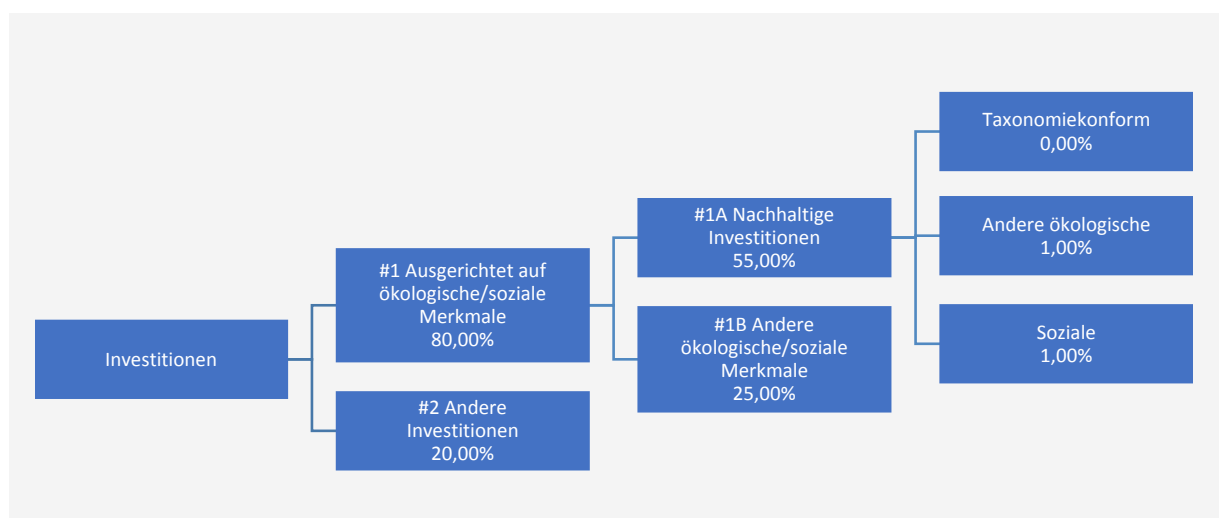 Investitionen
#1 Ausgerichtet auf
ökologische/soziale
Merkmale
80,00%
#2 Andere
Investitionen
20,00%
#1A Nachhaltige
Investitionen
55,00%
#1B Andere
ökologische/soziale
Merkmale
25,00%
Taxonomiekonform
0,00%
Andere ökologische
1,00%
Soziale
1,00%